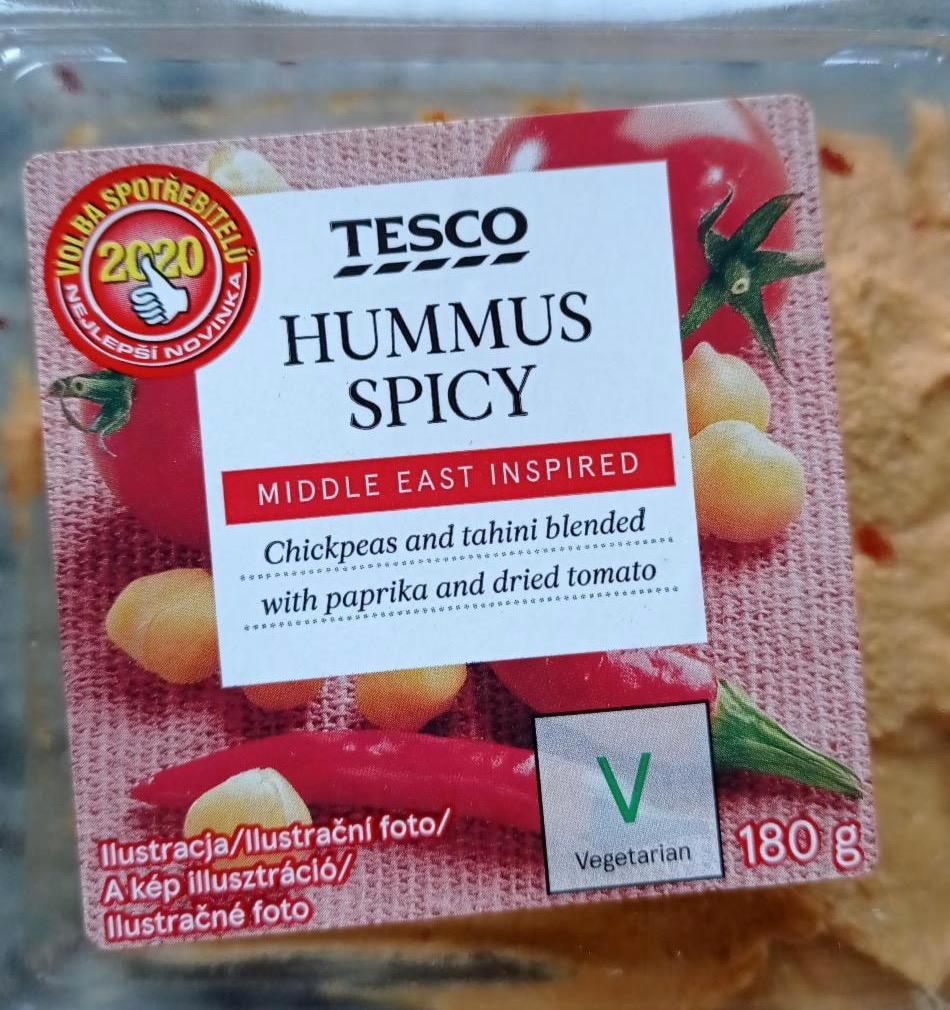 VOLBA SPOTŘEBITELŮ
2020
NEJLEPŠÍ NOVINKA
TESCO
HUMMUS
SPICY
MIDDLE EAST INSPIRED
Chickpeas and tahini blended
with paprika and dried tomato
V
Vegetarian
180 g
Ilustracja/Ilustrační foto/
A kép illusztráció/
Ilustračné foto